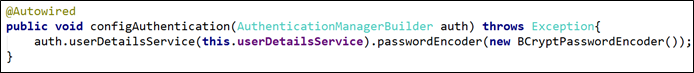 @Autowired
public void configAuthentication(AuthenticationManagerBuilder auth) throws Exception{
    auth.userDetailsService(this.userDetailsService).passwordEncoder(new BCryptPasswordEncoder());
}